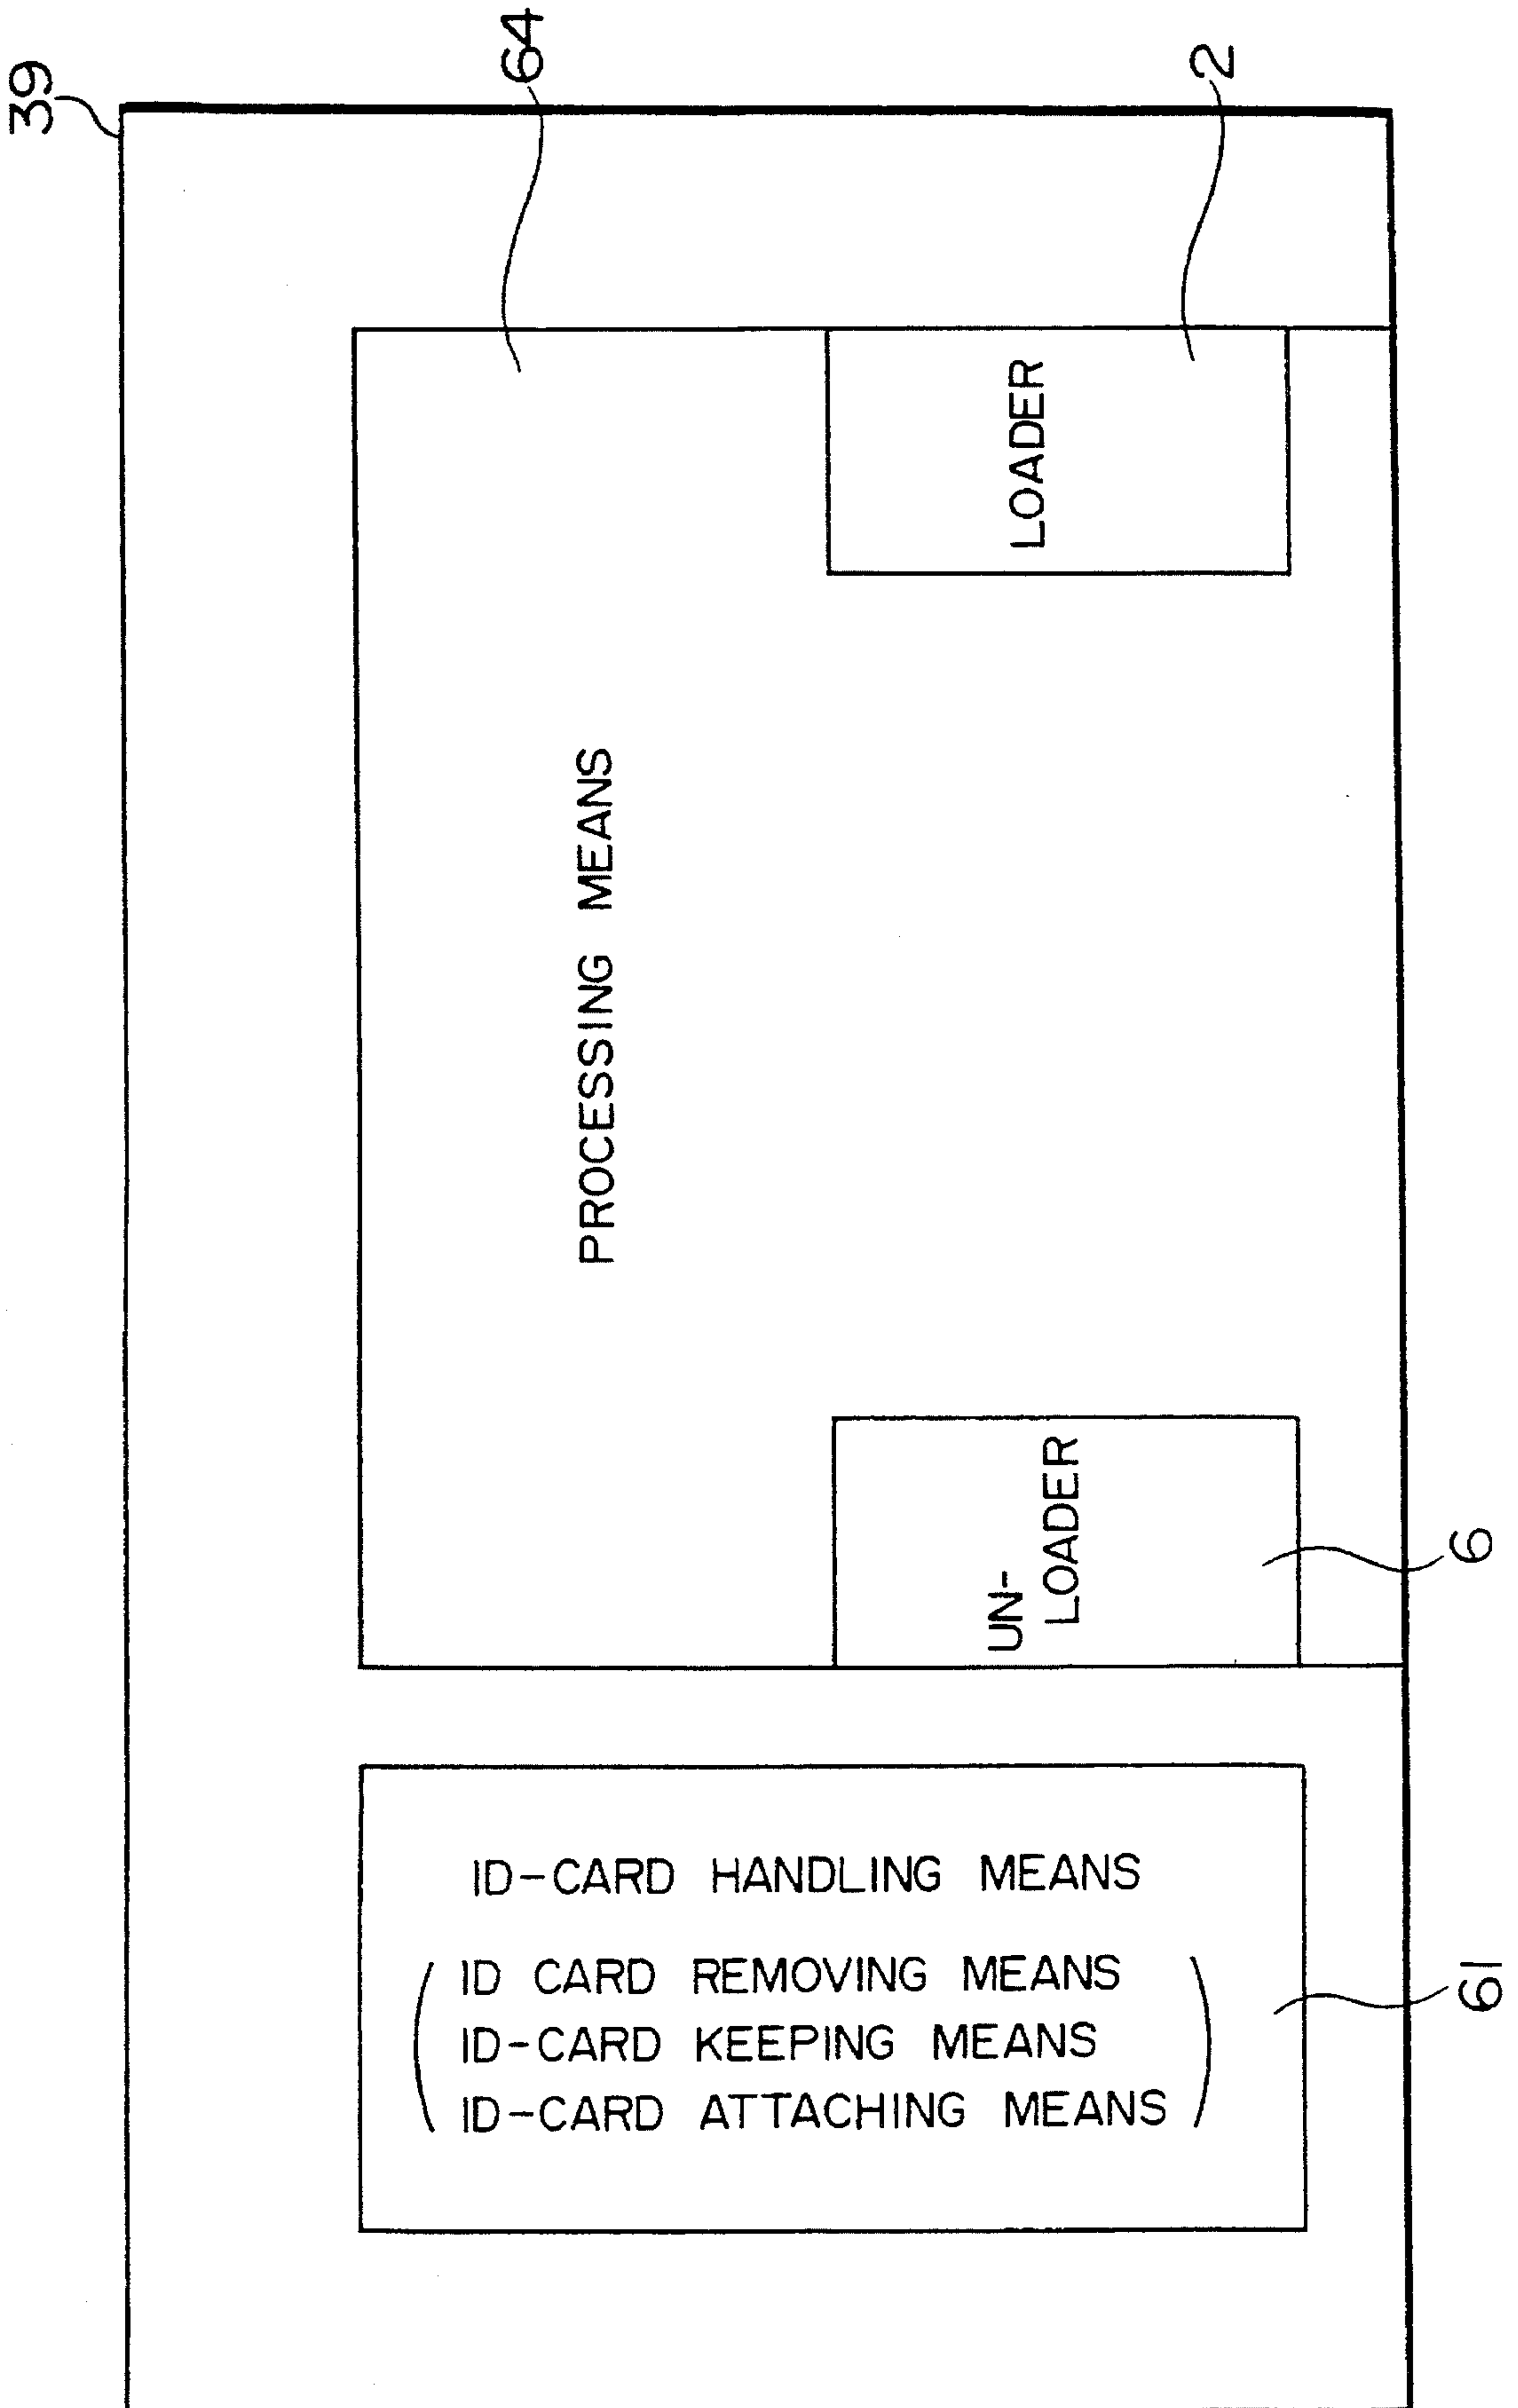 39
64
2
PROCESSING MEANS
LOADER
UN-
LOADER
6
ID-CARD HANDLING MEANS
ID CARD REMOVING MEANS
ID-CARD KEEPING MEANS
ID-CARD ATTACHING MEANS
61